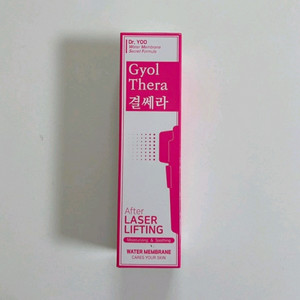 Dr. YOO
Water Membrane
Secret Formula
Gyol
Thera
결쎄라
After
LASER
LIFTING
Moisturizing & Soothing
WATER MEMBRANE
CARES YOUR SKIN